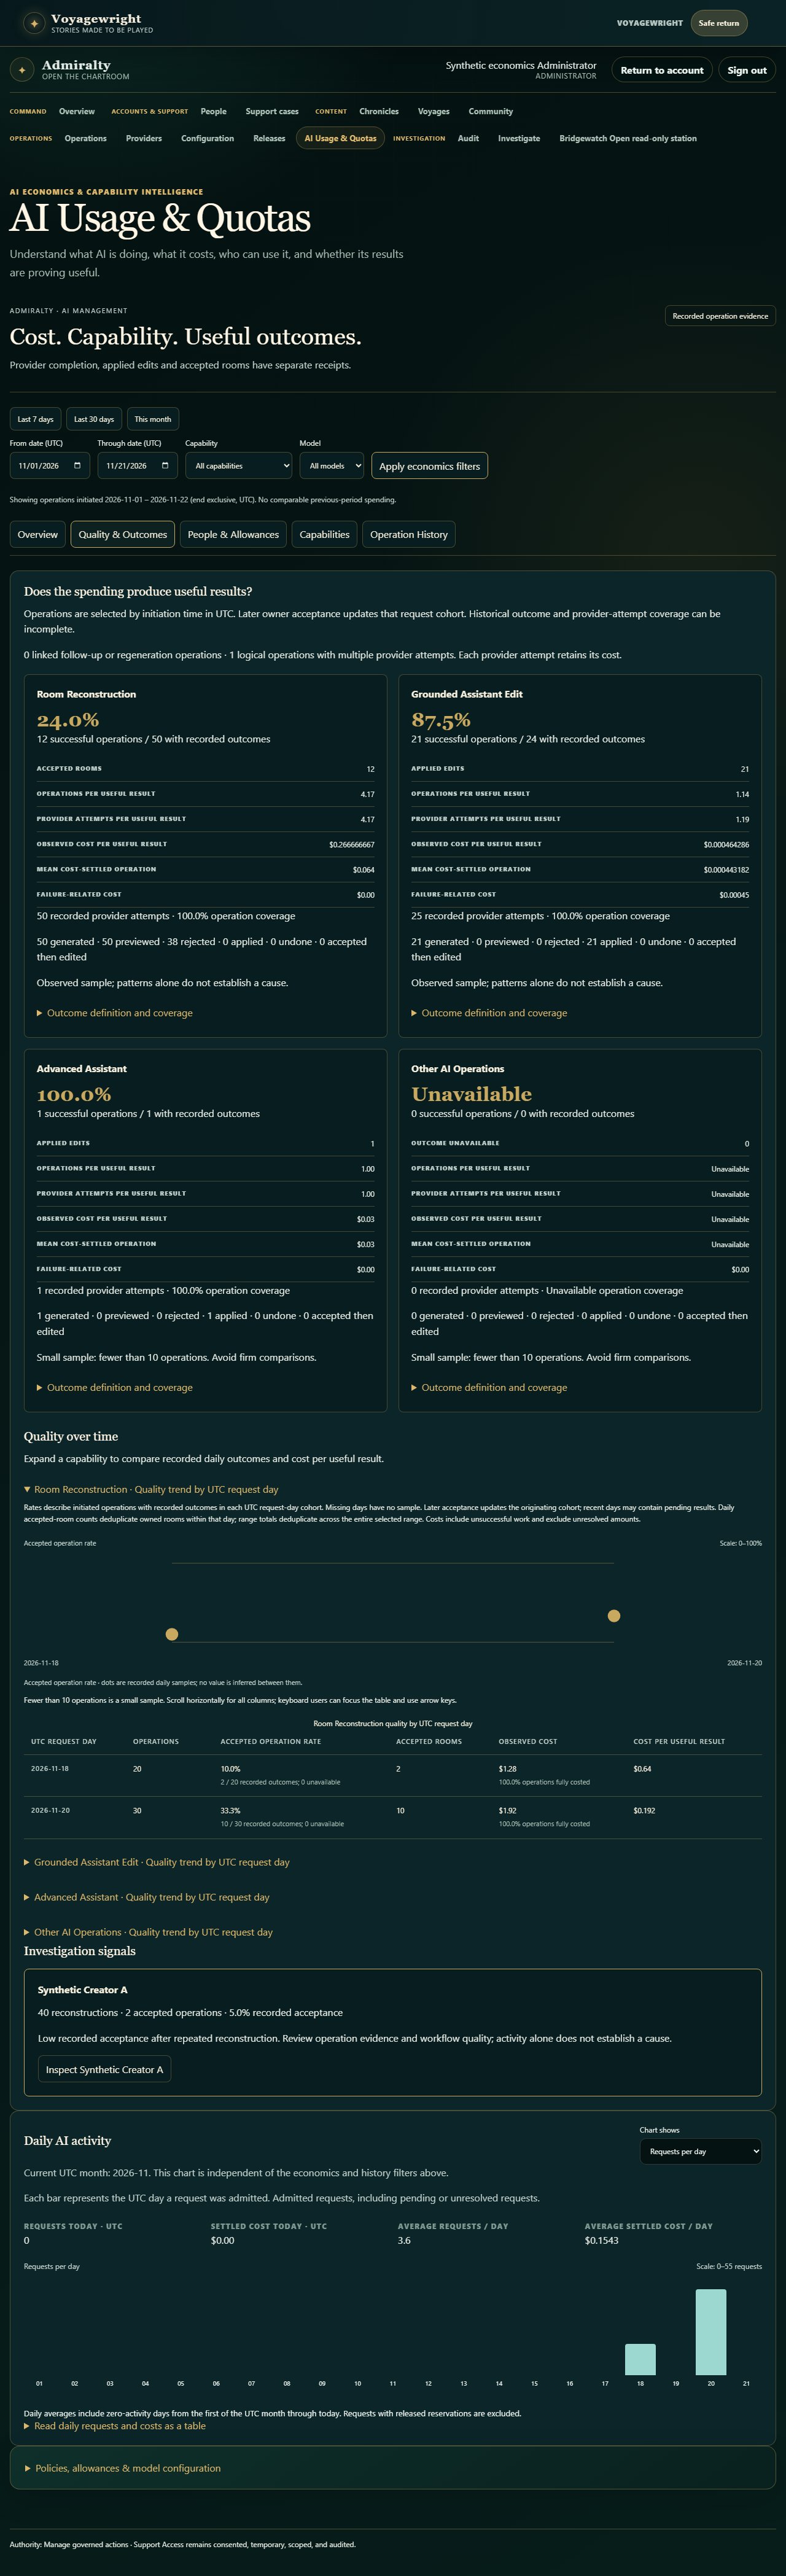 Voyagewright
STORIES MADE TO BE PLAYED
VOYAGEWRIGHT
Safe return
Admiralty
OPEN THE CHARTROOM
Synthetic economics Administrator
ADMINISTRATOR
Return to account
Sign out
COMMAND Overview ACCOUNTS & SUPPORT People Support cases CONTENT Chronicles Voyages Community
OPERATIONS Operations Providers Configuration Releases AI Usage & Quotas INVESTIGATION Audit Investigate Bridgewatch Open read-only station
AI ECONOMICS & CAPABILITY INTELLIGENCE
AI Usage & Quotas
Understand what AI is doing, what it costs, who can use it, and whether its results
are proving useful.
ADMIRALTY · AI MANAGEMENT
Recorded operation evidence
Cost. Capability. Useful outcomes.
Provider completion, applied edits and accepted rooms have separate receipts.
Last 7 days Last 30 days This month
From date (UTC) Through date (UTC) Capability Model
11/01/2026 11/21/2026 All capabilities All models Apply economics filters
Showing operations initiated 2026-11-01 – 2026-11-22 (end exclusive, UTC). No comparable previous-period spending.
Overview Quality & Outcomes People & Allowances Capabilities Operation History
Does the spending produce useful results?
Operations are selected by initiation time in UTC. Later owner acceptance updates that request cohort. Historical outcome and provider-attempt coverage can be
incomplete.
0 linked follow-up or regeneration operations · 1 logical operations with multiple provider attempts. Each provider attempt retains its cost.
Room Reconstruction
24.0%
12 successful operations / 50 with recorded outcomes
ACCEPTED ROOMS 12
OPERATIONS PER USEFUL RESULT 4.17
PROVIDER ATTEMPTS PER USEFUL RESULT 4.17
OBSERVED COST PER USEFUL RESULT $0.266666667
MEAN COST-SETTLED OPERATION $0.064
FAILURE-RELATED COST $0.00
50 recorded provider attempts · 100.0% operation coverage
50 generated · 50 previewed · 38 rejected · 0 applied · 0 undone · 0 accepted
then edited
Observed sample; patterns alone do not establish a cause.
Outcome definition and coverage
Grounded Assistant Edit
87.5%
21 successful operations / 24 with recorded outcomes
APPLIED EDITS 21
OPERATIONS PER USEFUL RESULT 1.14
PROVIDER ATTEMPTS PER USEFUL RESULT 1.19
OBSERVED COST PER USEFUL RESULT $0.000464286
MEAN COST-SETTLED OPERATION $0.000443182
FAILURE-RELATED COST $0.00045
25 recorded provider attempts · 100.0% operation coverage
21 generated · 0 previewed · 0 rejected · 21 applied · 0 undone · 0 accepted
then edited
Observed sample; patterns alone do not establish a cause.
Outcome definition and coverage
Advanced Assistant
100.0%
1 successful operations / 1 with recorded outcomes
APPLIED EDITS 1
OPERATIONS PER USEFUL RESULT 1.00
PROVIDER ATTEMPTS PER USEFUL RESULT 1.00
OBSERVED COST PER USEFUL RESULT $0.03
MEAN COST-SETTLED OPERATION $0.03
FAILURE-RELATED COST $0.00
1 recorded provider attempts · 100.0% operation coverage
1 generated · 0 previewed · 0 rejected · 1 applied · 0 undone · 0 accepted then
edited
Small sample: fewer than 10 operations. Avoid firm comparisons.
Outcome definition and coverage
Other AI Operations
Unavailable
0 successful operations / 0 with recorded outcomes
OUTCOME UNAVAILABLE 0
OPERATIONS PER USEFUL RESULT Unavailable
PROVIDER ATTEMPTS PER USEFUL RESULT Unavailable
OBSERVED COST PER USEFUL RESULT Unavailable
MEAN COST-SETTLED OPERATION Unavailable
FAILURE-RELATED COST $0.00
0 recorded provider attempts · Unavailable operation coverage
0 generated · 0 previewed · 0 rejected · 0 applied · 0 undone · 0 accepted then
edited
Small sample: fewer than 10 operations. Avoid firm comparisons.
Outcome definition and coverage
Quality over time
Expand a capability to compare recorded daily outcomes and cost per useful result.
Room Reconstruction · Quality trend by UTC request day
Rates describe initiated operations with recorded outcomes in each UTC request-day cohort. Missing days have no sample. Later acceptance updates the originating cohort; recent days may contain pending results. Daily
accepted-room counts deduplicate owned rooms within that day; range totals deduplicate across the entire selected range. Costs include unsuccessful work and exclude unresolved amounts.
Accepted operation rate Scale: 0–100%
2026-11-18 2026-11-20
Accepted operation rate · dots are recorded daily samples; no value is inferred between them.
Fewer than 10 operations is a small sample. Scroll horizontally for all columns; keyboard users can focus the table and use arrow keys.
Room Reconstruction quality by UTC request day
UTC REQUEST DAY OPERATIONS ACCEPTED OPERATION RATE ACCEPTED ROOMS OBSERVED COST COST PER USEFUL RESULT
2026-11-18 20 10.0% 2 $1.28 $0.64
2 / 20 recorded outcomes; 0 unavailable 100.0% operations fully costed
2026-11-20 30 33.3% 10 $1.92 $0.192
10 / 30 recorded outcomes; 0 unavailable 100.0% operations fully costed
Grounded Assistant Edit · Quality trend by UTC request day
Advanced Assistant · Quality trend by UTC request day
Other AI Operations · Quality trend by UTC request day
Investigation signals
Synthetic Creator A
40 reconstructions · 2 accepted operations · 5.0% recorded acceptance
Low recorded acceptance after repeated reconstruction. Review operation evidence and workflow quality; activity alone does not establish a cause.
Inspect Synthetic Creator A
Daily AI activity
Chart shows
Requests per day
Current UTC month: 2026-11. This chart is independent of the economics and history filters above.
Each bar represents the UTC day a request was admitted. Admitted requests, including pending or unresolved requests.
REQUESTS TODAY · UTC SETTLED COST TODAY · UTC AVERAGE REQUESTS / DAY AVERAGE SETTLED COST / DAY
0 $0.00 3.6 $0.1543
Requests per day Scale: 0–55 requests
01 02 03 04 05 06 07 08 09 10 11 12 13 14 15 16 17 18 19 20 21
Daily averages include zero-activity days from the first of the UTC month through today. Requests with released reservations are excluded.
Read daily requests and costs as a table
Policies, allowances & model configuration
Authority: Manage governed actions · Support Access remains consented, temporary, scoped, and audited.